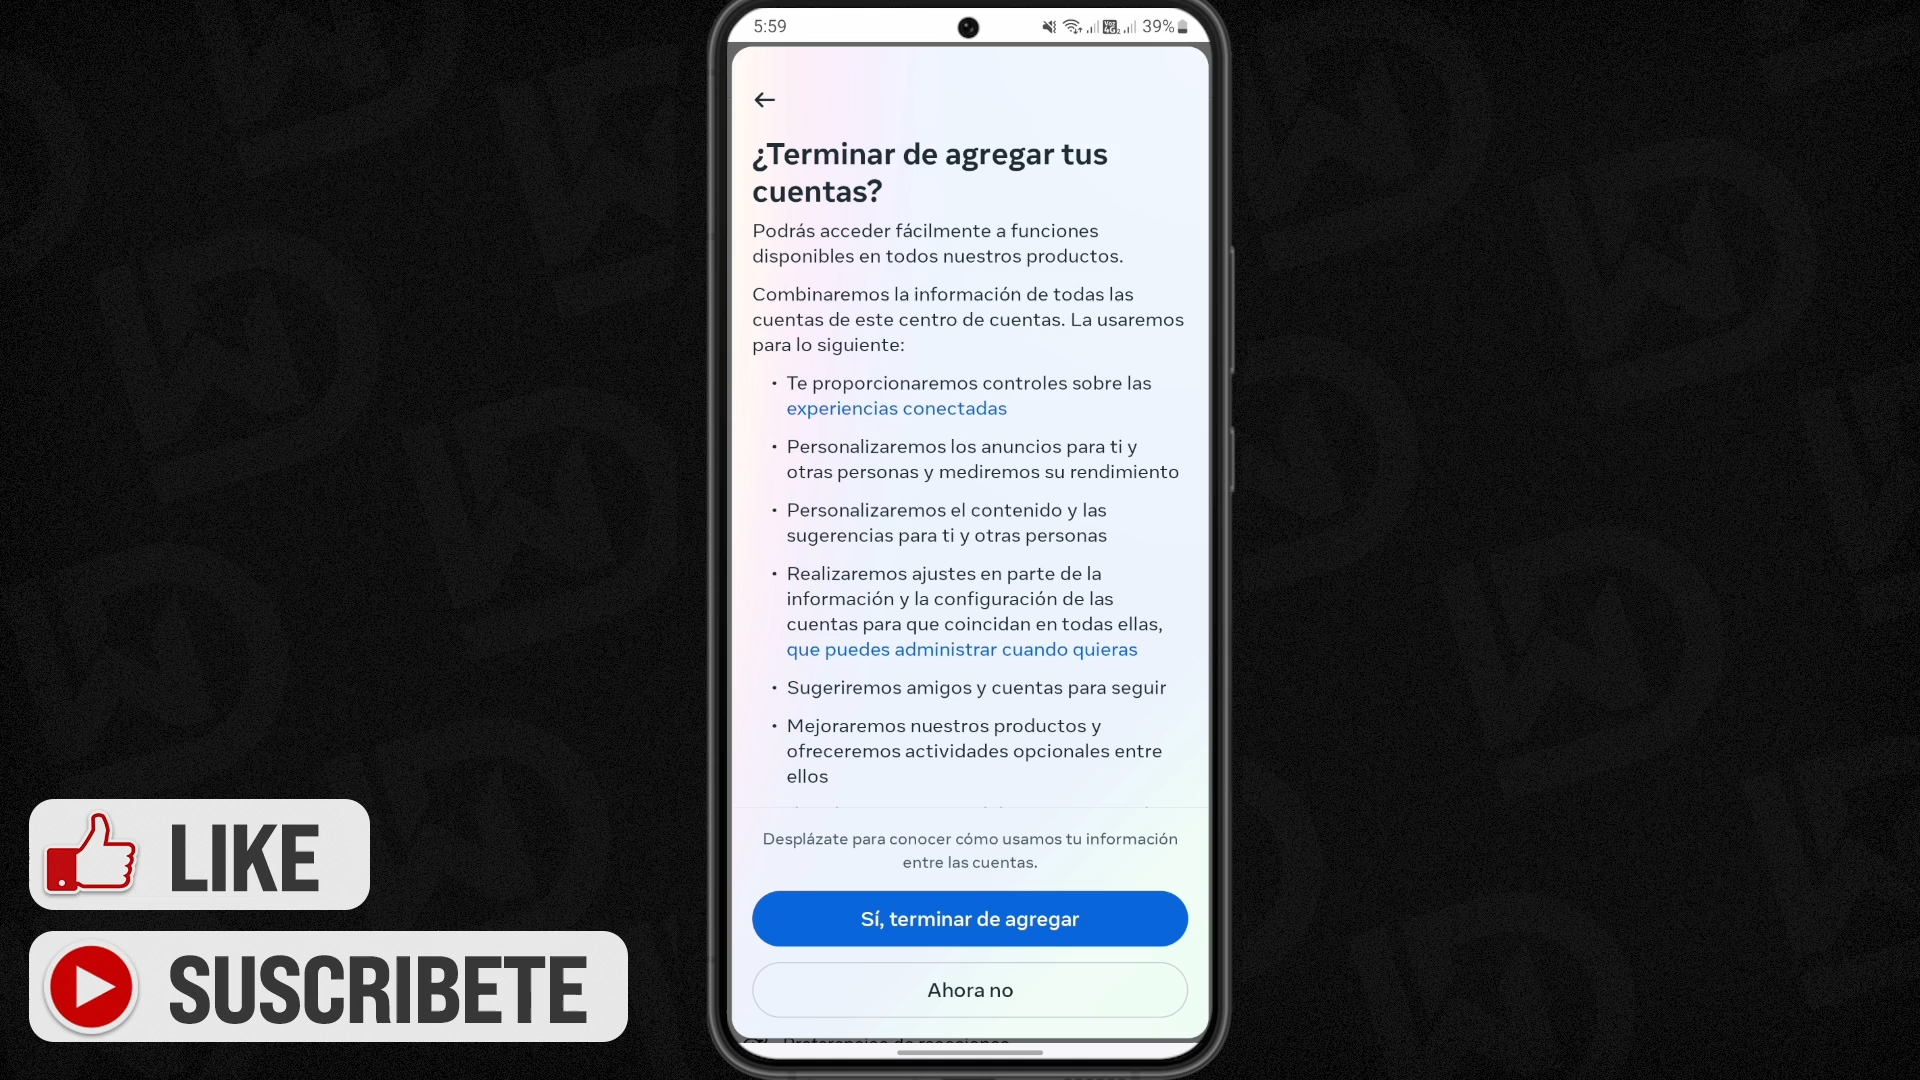 5:59
39%
¿Terminar de agregar tus
cuentas?
Podrás acceder fácilmente a funciones
disponibles en todos nuestros productos.
Combinaremos la información de todas las
cuentas de este centro de cuentas. La usaremos
para lo siguiente:
• Te proporcionaremos controles sobre las
experiencias conectadas
• Personalizaremos los anuncios para ti y
otras personas y mediremos su rendimiento
• Personalizaremos el contenido y las
sugerencias para ti y otras personas
• Realizaremos ajustes en parte de la
información y la configuración de las
cuentas para que coincidan en todas ellas,
que puedes administrar cuando quieras
• Sugeriremos amigos y cuentas para seguir
• Mejoraremos nuestros productos y
ofreceremos actividades opcionales entre
ellos
Desplázate para conocer cómo usamos tu información
entre las cuentas.
Sí, terminar de agregar
Ahora no
LIKE
SUSCRIBETE